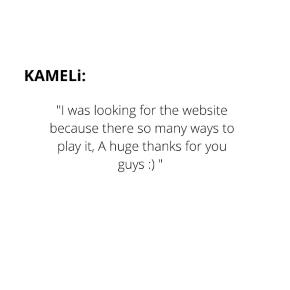 KAMELi:
"I was looking for the website
because there so many ways to
play it, A huge thanks for you
guys :) "